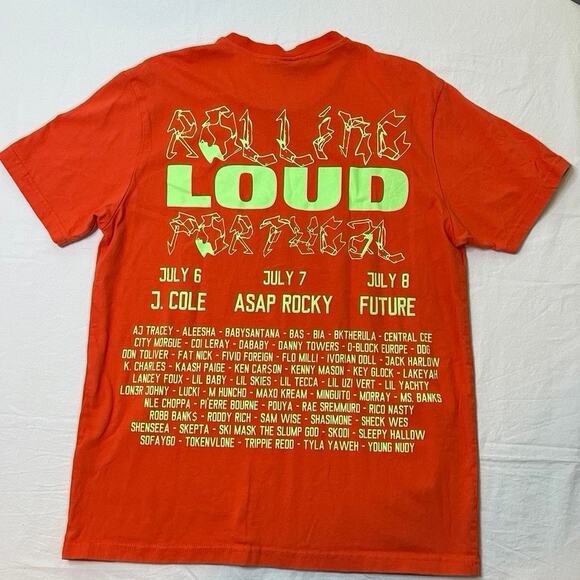 ROLLING
LOUD
PORTUGAL
JULY 6 JULY 7 JULY 8
J. COLE ASAP ROCKY FUTURE
AJ TRACEY - ALEESHA - BABYSANTANA - BAS - BIA - BKTHERULA - CENTRAL CEE
CITY MORGUE - COI LERAY - DABABY - DANNY TOWERS - D-BLOCK EUROPE - DDG
DON TOLIVER - FAT NICK - FIVIO FOREIGN - FLO MILLI - IVORIAN DOLL - JACK HARLOW
K. CHARLES - KAASH PAIGE - KEN CARSON - KENNY MASON - KEY GLOCK - LAKEYAH
LANCEY FOUX - LIL BABY - LIL SKIES - LIL TECCA - LIL UZI VERT - LIL YACHTY
LON3R JOHNY - LUCKI - M HUNCHO - MAXO KREAM - MINGUITO - MORRAY - MS. BANKS
NLE CHOPPA - PI'ERRE BOURNE - POUYA - RAE SREMMURD - RICO NASTY
ROBB BANK$ - RODDY RICH - SAM WISE - SHASIMONE - SHECK WES
SHENSEEA - SKEPTA - SKI MASK THE SLUMP GOD - SKODI - SLEEPY HALLOW
SOFAYGO - TOKENVLONE - TRIPPIE REDD - TYLA YAWEH - YOUNG NUDY